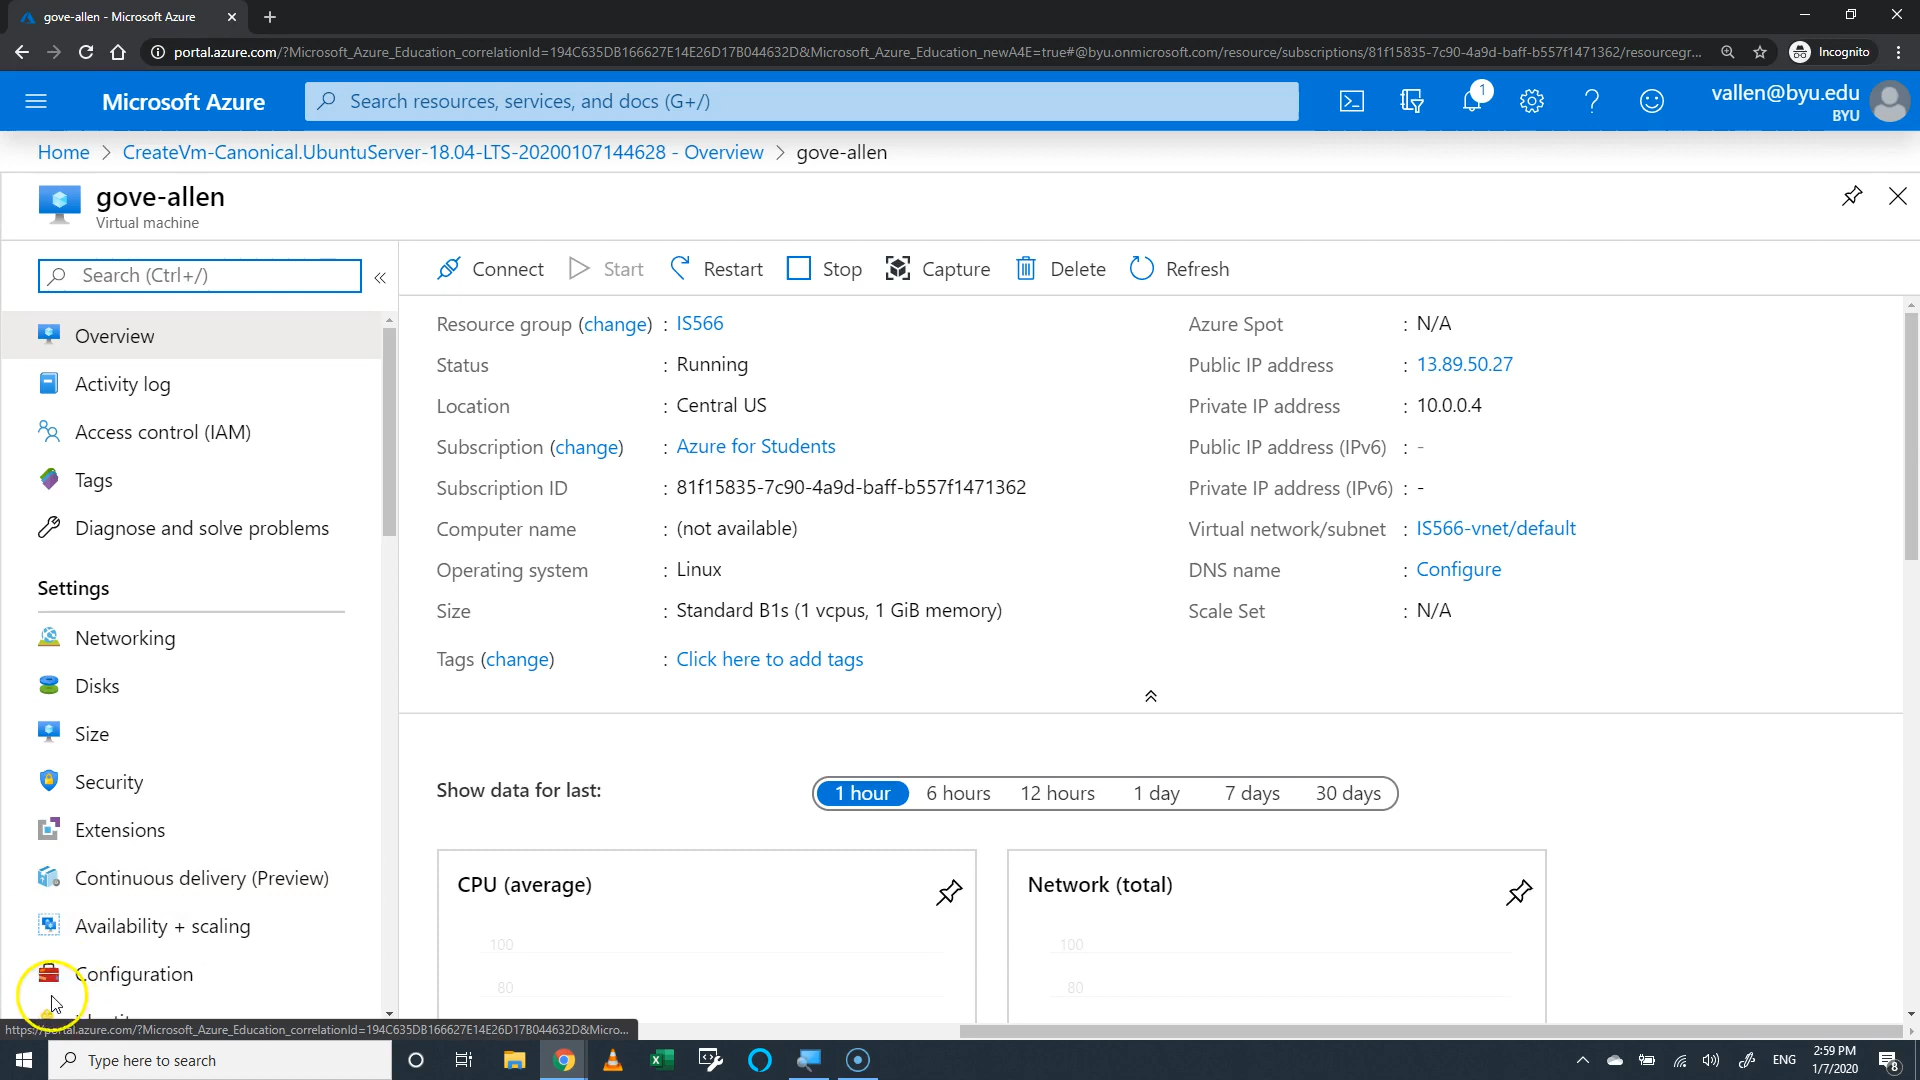 gove-allen - Microsoft Azure
portal.azure.com/?Microsoft_Azure_Education_correlationId=194C635DB166627E14E26D17B044632D&Microsoft_Azure_Education_newA4E=true#@byu.onmicrosoft.com/resource/subscriptions/81f15835-7c90-4a9d-baff-b557f1471362/resourcegr...
Incognito
Microsoft Azure
Search resources, services, and docs (G+/)
1
vallen@byu.edu
BYU
Home > CreateVm-Canonical.UbuntuServer-18.04-LTS-20200107144628 - Overview > gove-allen
gove-allen
Virtual machine
Search (Ctrl+/)
Connect Start Restart Stop Capture Delete Refresh
Overview
Activity log
Access control (IAM)
Tags
Diagnose and solve problems
Settings
Networking
Disks
Size
Security
Extensions
Continuous delivery (Preview)
Availability + scaling
Configuration
Resource group (change) : IS566
Status : Running
Location : Central US
Subscription (change) : Azure for Students
Subscription ID : 81f15835-7c90-4a9d-baff-b557f1471362
Computer name : (not available)
Operating system : Linux
Size : Standard B1s (1 vcpus, 1 GiB memory)
Tags (change) : Click here to add tags
Azure Spot : N/A
Public IP address : 13.89.50.27
Private IP address : 10.0.0.4
Public IP address (IPv6) : -
Private IP address (IPv6) : -
Virtual network/subnet : IS566-vnet/default
DNS name : Configure
Scale Set : N/A
Show data for last:
1 hour 6 hours 12 hours 1 day 7 days 30 days
CPU (average)
100
80
Network (total)
100
80
https://portal.azure.com/?Microsoft_Azure_Education_correlationId=194C635DB166627E14E26D17B044632D&Micro...
Type here to search
ENG
2:59 PM
1/7/2020
8